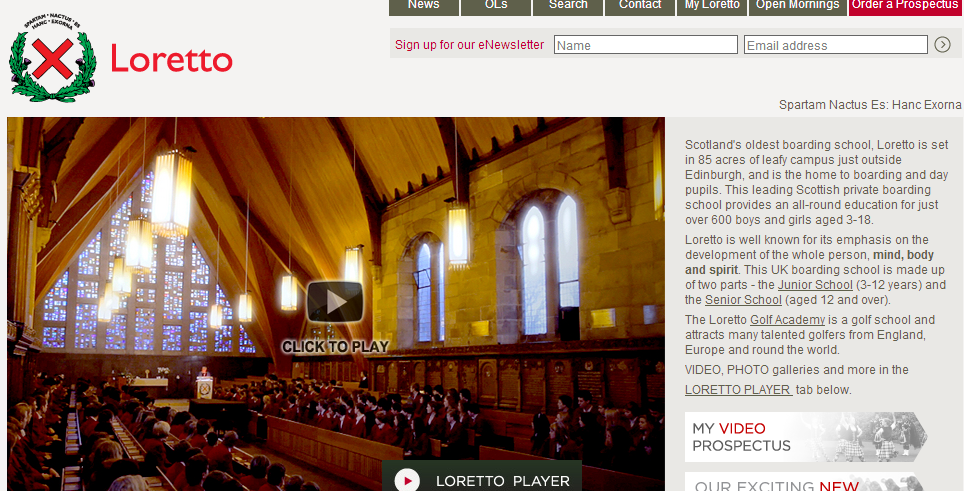 News OLs Search Contact My Loretto Open Mornings Order a Prospectus
SPARTAM · NACTUS · ES
HANC · EXORNA
Loretto
Sign up for our eNewsletter Name Email address
Spartam Nactus Es: Hanc Exorna
CLICK TO PLAY
LORETTO PLAYER
Scotland's oldest boarding school, Loretto is set
in 85 acres of leafy campus just outside
Edinburgh, and is the home to boarding and day
pupils. This leading Scottish private boarding
school provides an all-round education for just
over 600 boys and girls aged 3-18.
Loretto is well known for its emphasis on the
development of the whole person, mind, body
and spirit. This UK boarding school is made up
of two parts - the Junior School (3-12 years) and
the Senior School (aged 12 and over).
The Loretto Golf Academy is a golf school and
attracts many talented golfers from England,
Europe and round the world.
VIDEO, PHOTO galleries and more in the
LORETTO PLAYER tab below.
MY VIDEO
PROSPECTUS
OUR EXCITING NEW